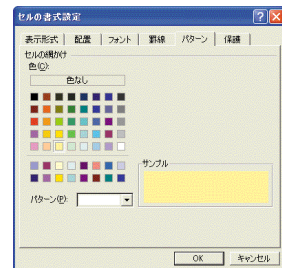 セルの書式設定
表示形式 配置 フォント 罫線 パターン 保護
セルの網かけ
色(C):
色なし
サンプル
パターン(P):
OK キャンセル